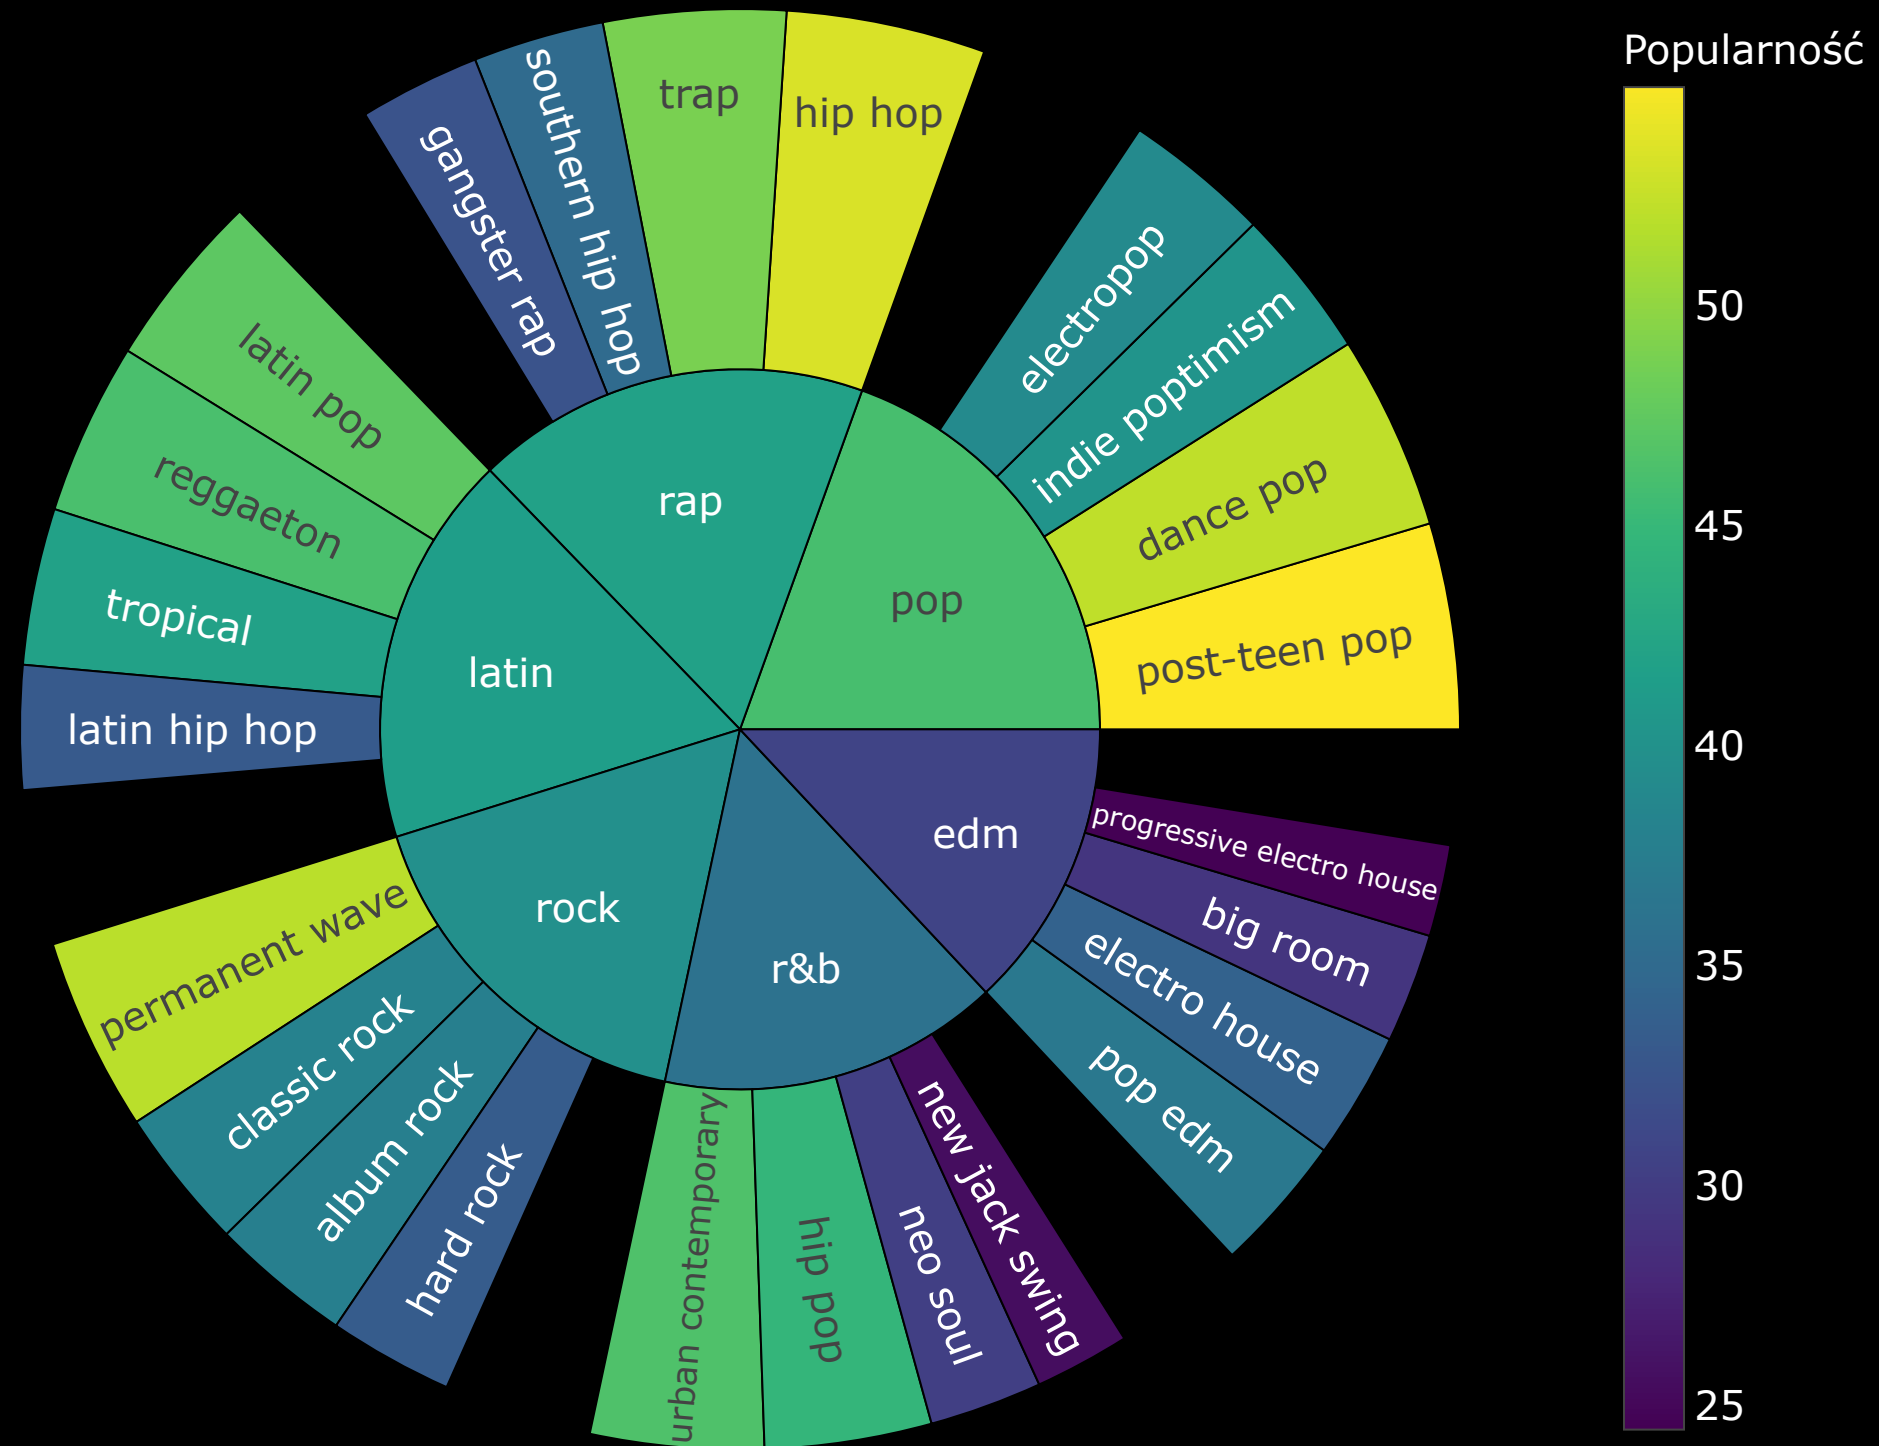 Popularność
southern hip hop
trap
hip hop
gangster rap
electropop
indie poptimism
latin pop
reggaeton
dance pop
rap
pop
tropical
post-teen pop
latin
latin hip hop
edm
progressive electro house
permanent wave
rock
big room
r&b
electro house
classic rock
pop edm
album rock
hard rock
urban contemporary
hip pop
neo soul
new jack swing
50
45
40
35
30
25